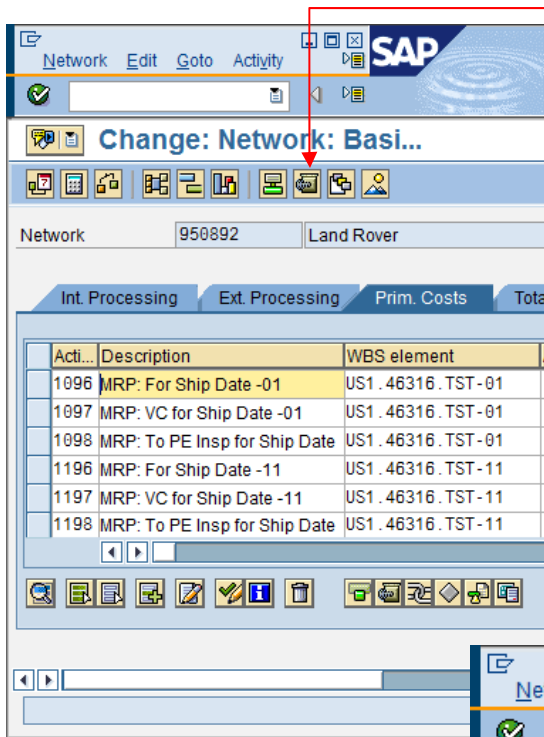 Network Edit Goto Activity
SAP
Change: Network: Basi...
Network 950892 Land Rover
Int. Processing Ext. Processing Prim. Costs Tota
Acti... Description WBS element
1096 MRP: For Ship Date -01 US1.46316.TST-01
1097 MRP: VC for Ship Date -01 US1.46316.TST-01
1098 MRP: To PE Insp for Ship Date US1.46316.TST-01
1196 MRP: For Ship Date -11 US1.46316.TST-11
1197 MRP: VC for Ship Date -11 US1.46316.TST-11
1198 MRP: To PE Insp for Ship Date US1.46316.TST-11
Ne